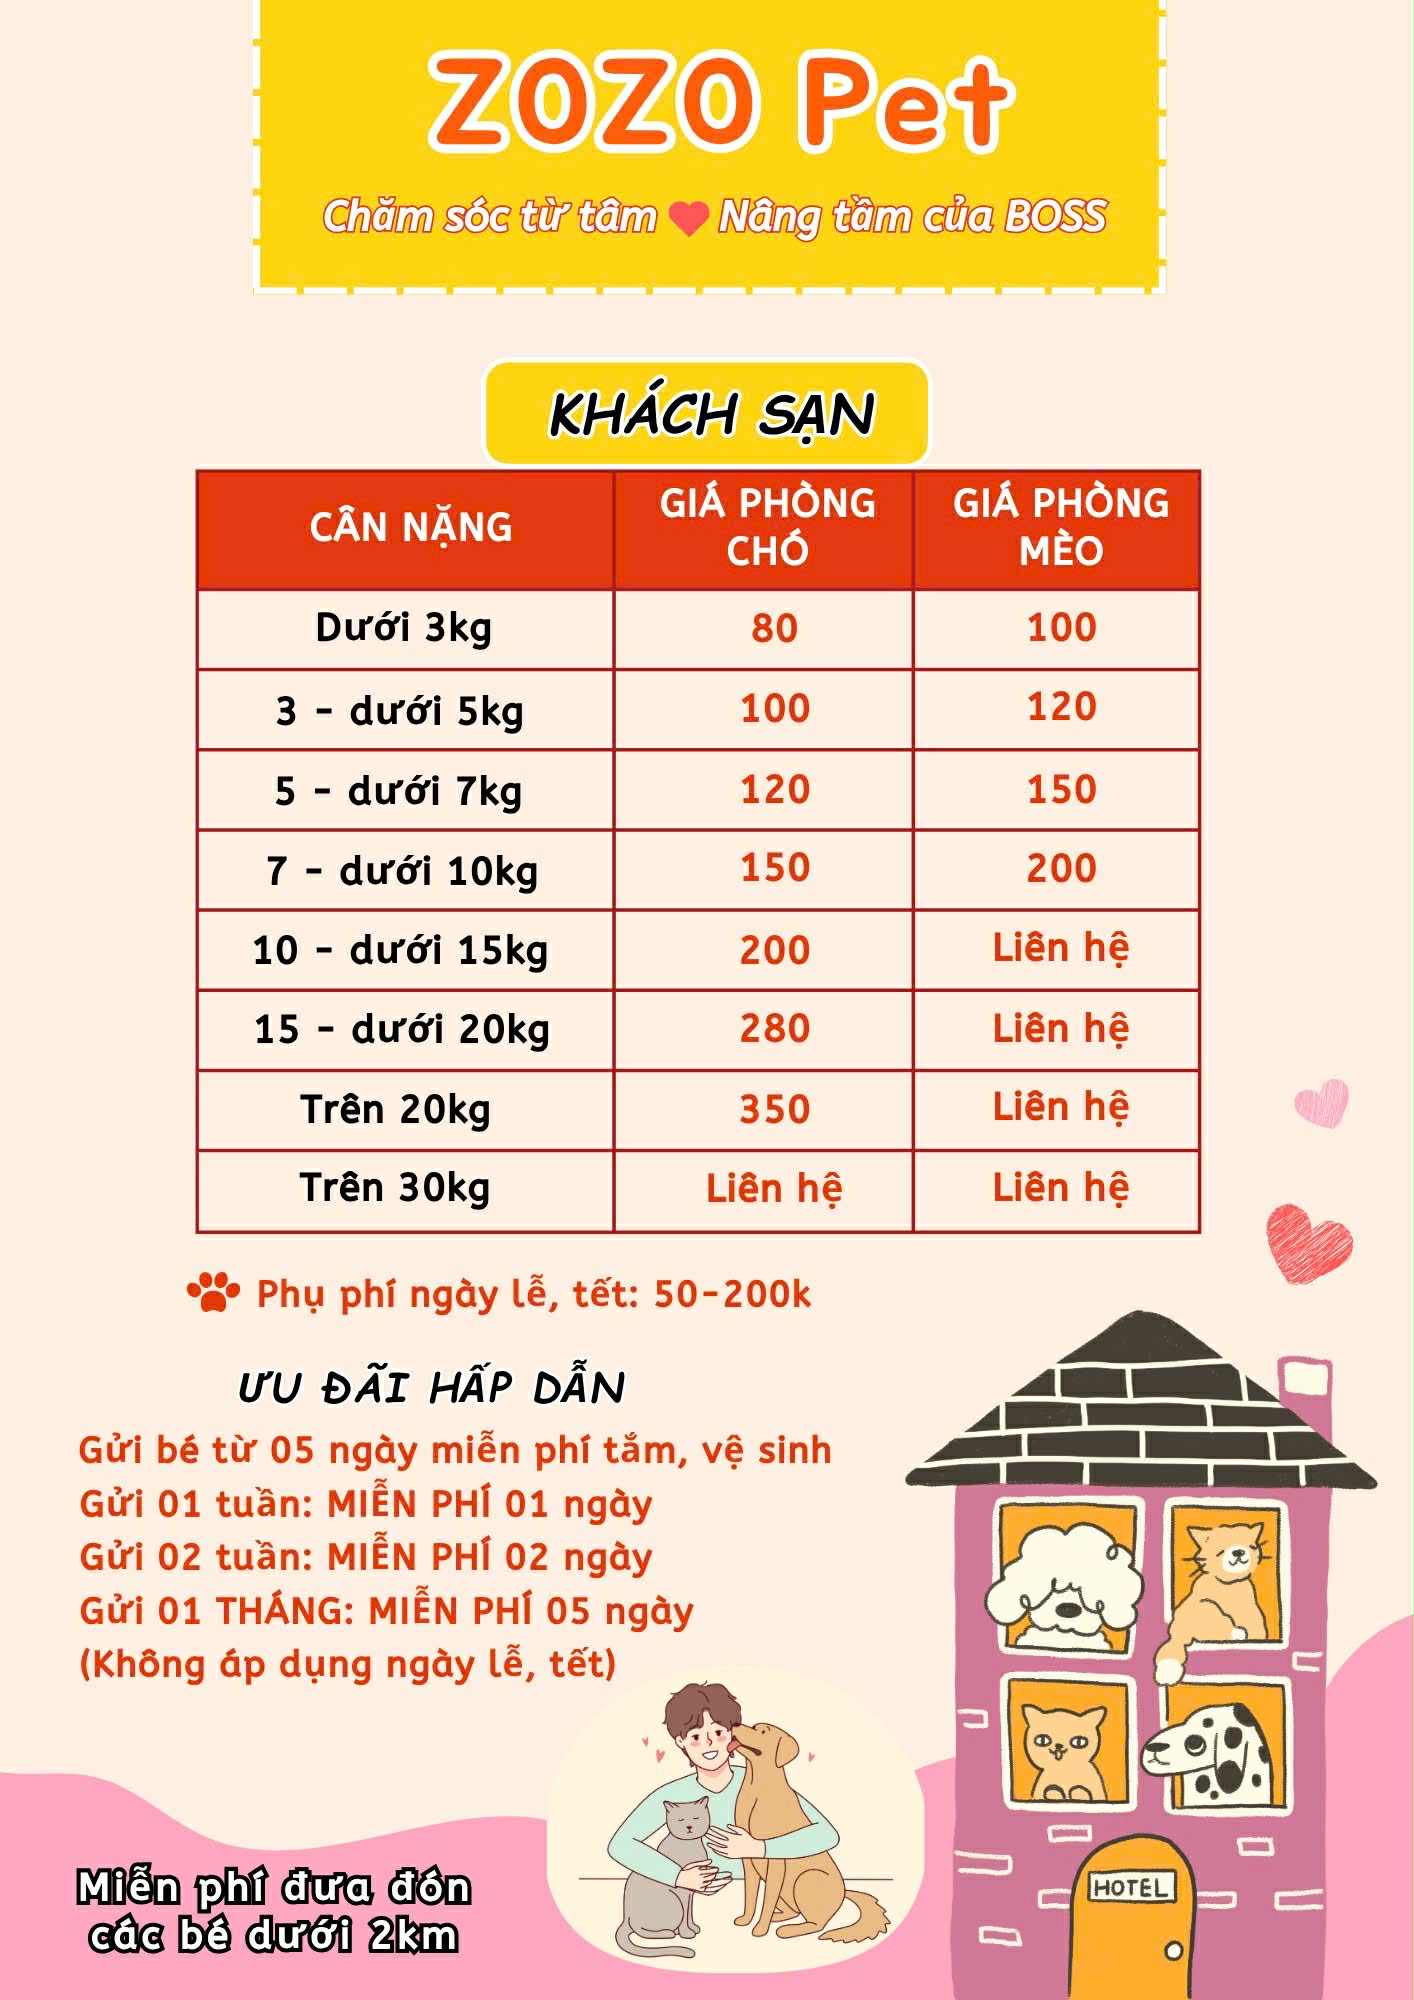 ZOZO Pet
Chăm sóc từ tâm ❤ Nâng tầm của BOSS
KHÁCH SẠN
CÂN NẶNG GIÁ PHÒNG CHÓ GIÁ PHÒNG MÈO
Dưới 3kg 80 100
3 - dưới 5kg 100 120
5 - dưới 7kg 120 150
7 - dưới 10kg 150 200
10 - dưới 15kg 200 Liên hệ
15 - dưới 20kg 280 Liên hệ
Trên 20kg 350 Liên hệ
Trên 30kg Liên hệ Liên hệ
Phụ phí ngày lễ, tết: 50-200k
ƯU ĐÃI HẤP DẪN
Gửi bé từ 05 ngày miễn phí tắm, vệ sinh
Gửi 01 tuần: MIỄN PHÍ 01 ngày
Gửi 02 tuần: MIỄN PHÍ 02 ngày
Gửi 01 THÁNG: MIỄN PHÍ 05 ngày
(Không áp dụng ngày lễ, tết)
Miễn phí đưa đón
các bé dưới 2km
HOTEL